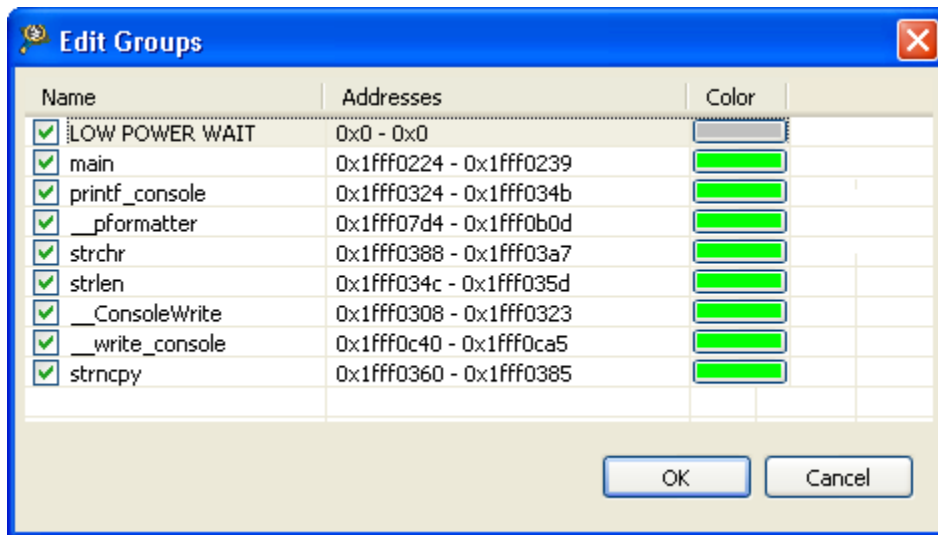 Edit Groups
Name Addresses Color
LOW POWER WAIT 0x0 - 0x0
main 0x1fff0224 - 0x1fff0239
printf_console 0x1fff0324 - 0x1fff034b
__pformatter 0x1fff07d4 - 0x1fff0b0d
strchr 0x1fff0388 - 0x1fff03a7
strlen 0x1fff034c - 0x1fff035d
__ConsoleWrite 0x1fff0308 - 0x1fff0323
__write_console 0x1fff0c40 - 0x1fff0ca5
strncpy 0x1fff0360 - 0x1fff0385
OK Cancel